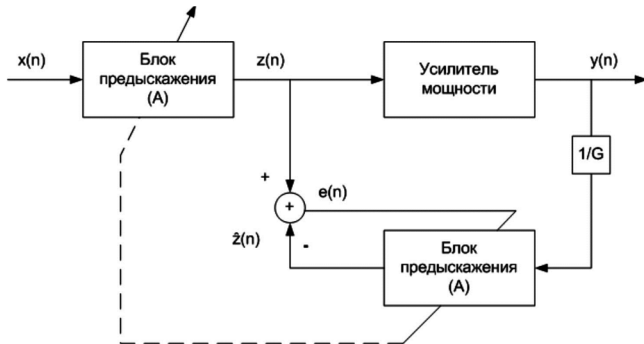 x(n)
Блок
предыскажения
(A)
z(n)
Усилитель
мощности
y(n)
1/G
+
+
e(n)
ẑ(n)
-
Блок
предыскажения
(A)